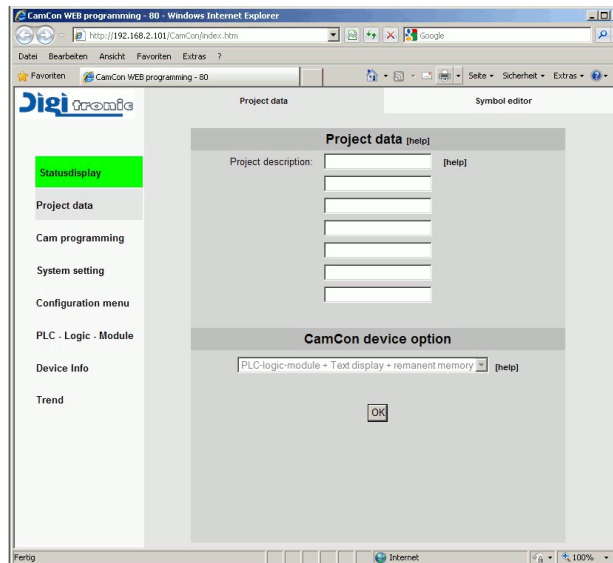 CamCon WEB programming - 80 - Windows Internet Explorer
http://192.168.2.101/CamCon/index.htm
Google
Datei Bearbeiten Ansicht Favoriten Extras ?
Favoriten CamCon WEB programming - 80
Seite Sicherheit Extras
Digitronic
Project data Symbol editor
Project data [help]
Project description: [help]
Statusdisplay
Project data
Cam programming
System setting
Configuration menu
PLC - Logic - Module
Device Info
Trend
CamCon device option
PLC-logic-module + Text display + remanent memory [help]
OK
Fertig Internet 100%